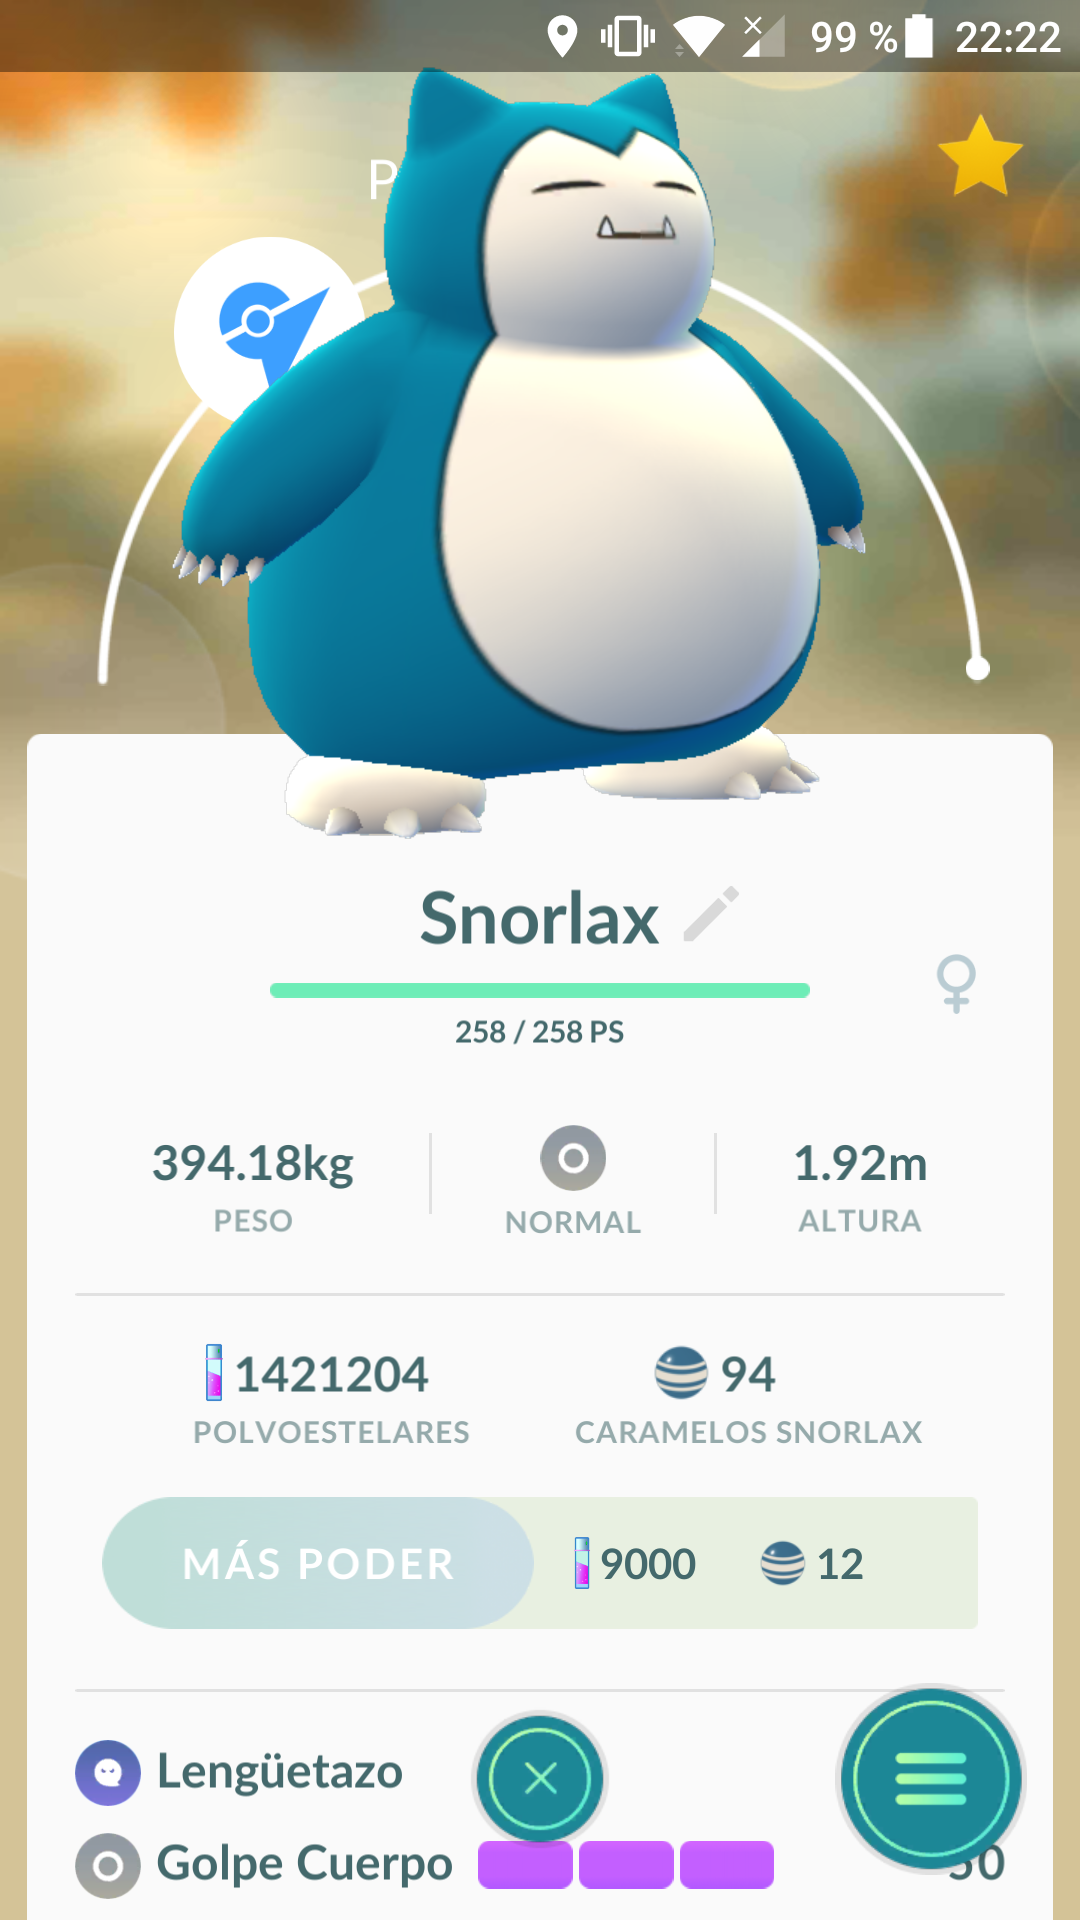 99 % 22:22
P
Snorlax
258 / 258 PS
394.18kg
PESO
NORMAL
1.92m
ALTURA
1421204
POLVOESTELARES
94
CARAMELOS SNORLAX
MÁS PODER 9000 12
Lengüetazo
Golpe Cuerpo